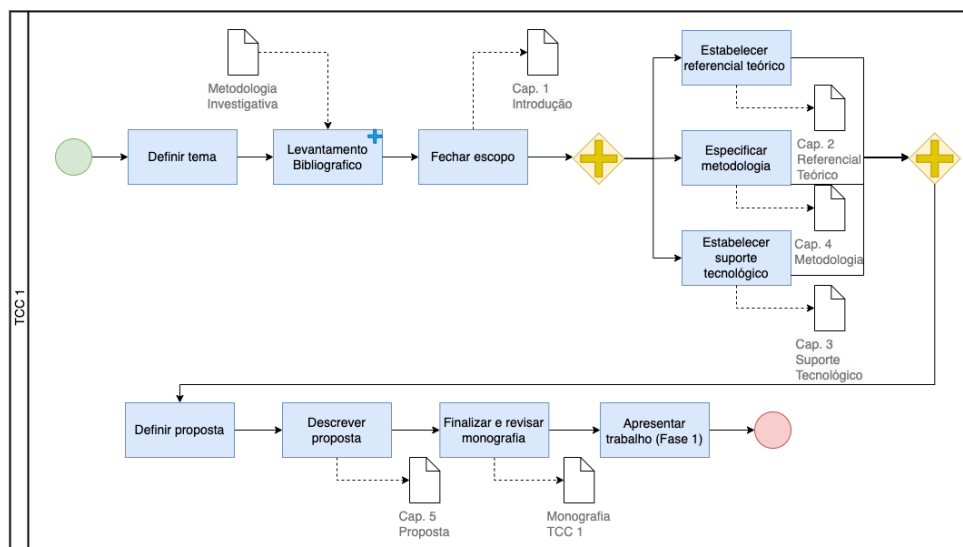 TCC 1
Metodologia
Investigativa
Cap. 1
Introdução
Definir tema
Levantamento
Bibliografico
Fechar escopo
Estabelecer
referencial teórico
Cap. 2
Referencial
Teórico
Especificar
metodologia
Cap. 4
Metodologia
Estabelecer
suporte
tecnológico
Cap. 3
Suporte
Tecnológico
Definir proposta
Descrever
proposta
Cap. 5
Proposta
Finalizar e revisar
monografia
Monografia
TCC 1
Apresentar
trabalho (Fase 1)